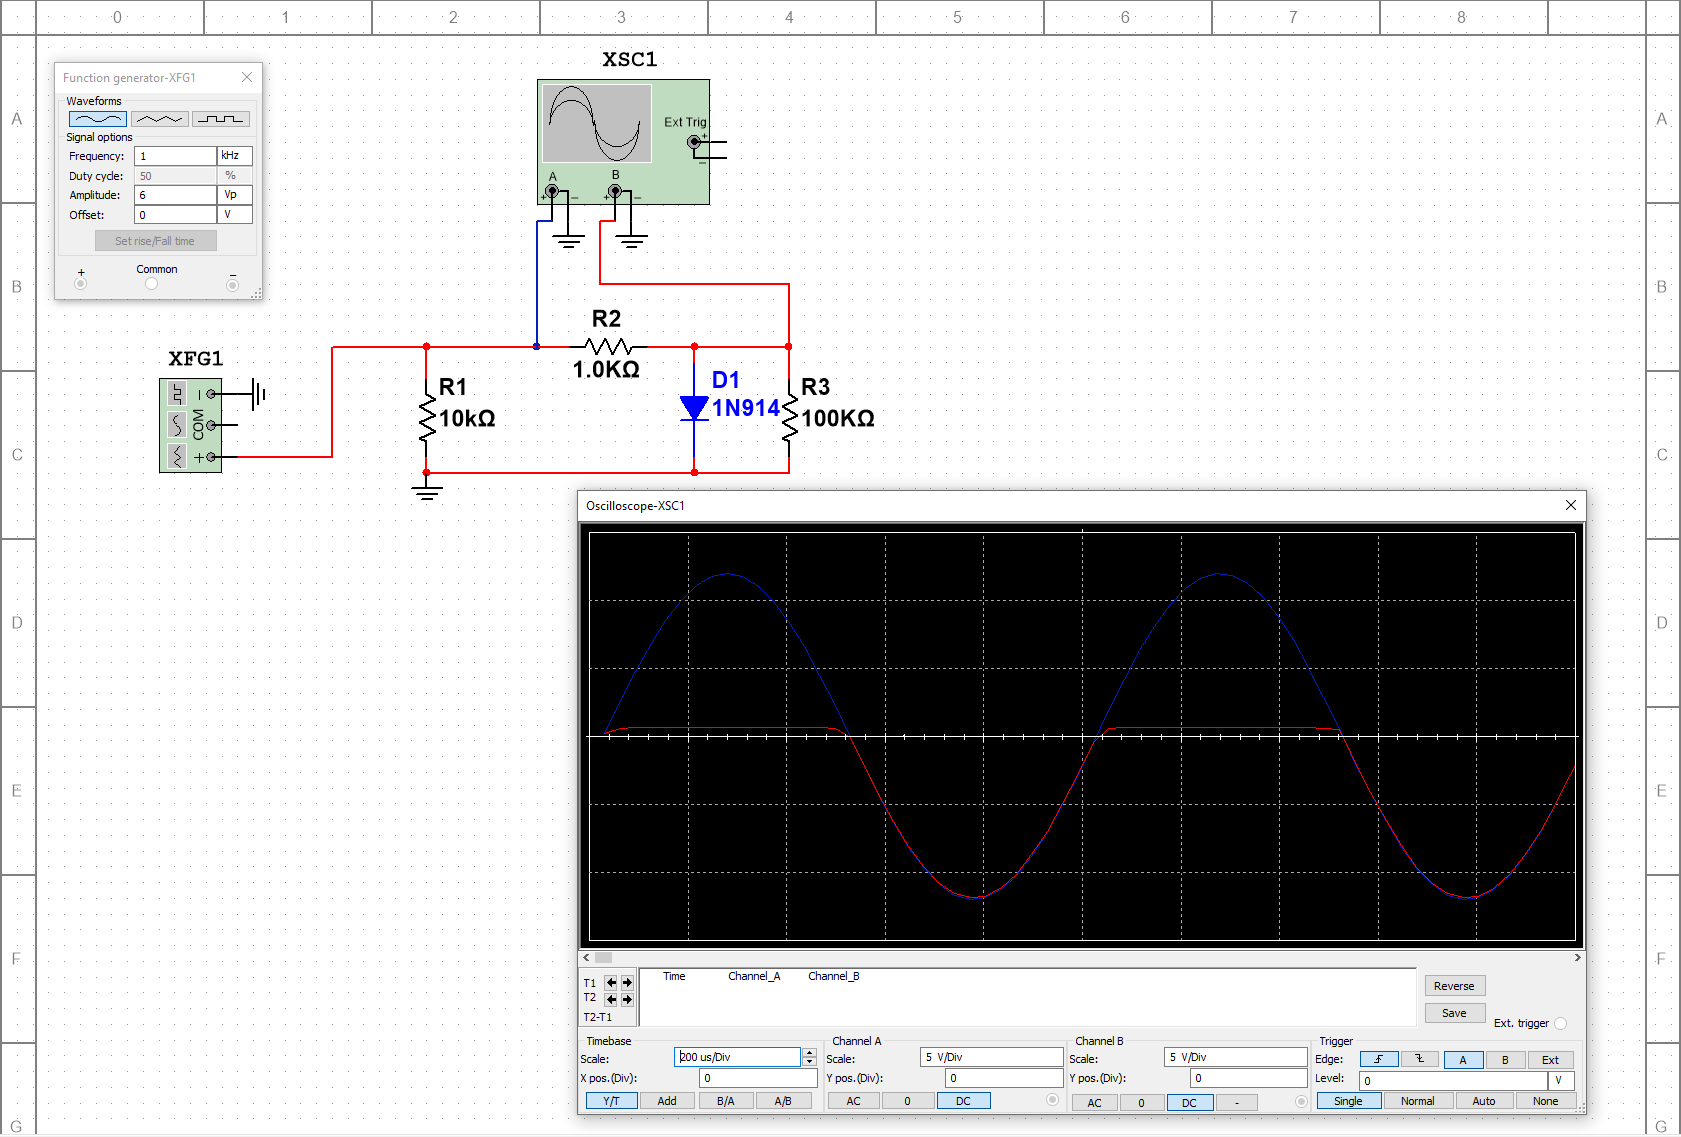 0 1 2 3 4 5 6 7 8
XSC1
Function generator-XFG1
Waveforms
Signal options
Frequency: 1 kHz
Duty cycle: 50 %
Amplitude: 6 Vp
Offset: 0 V
Set rise/Fall time
+ Common −
A A
Ext Trig
+
−
A B
+ − + −
B B
R2
1.0KΩ
XFG1
COM
−
+
R1
10kΩ
D1
1N914
R3
100KΩ
C C
Oscilloscope-XSC1
D D
E E
F F
G G
Time Channel_A Channel_B
T1
T2
T2-T1
Reverse
Save
Ext. trigger
Timebase
Scale: 200 us/Div
X pos.(Div): 0
Y/T Add B/A A/B
Channel A
Scale: 5 V/Div
Y pos.(Div): 0
AC 0 DC
Channel B
Scale: 5 V/Div
Y pos.(Div): 0
AC 0 DC -
Trigger
Edge: A B Ext
Level: 0 V
Single Normal Auto None